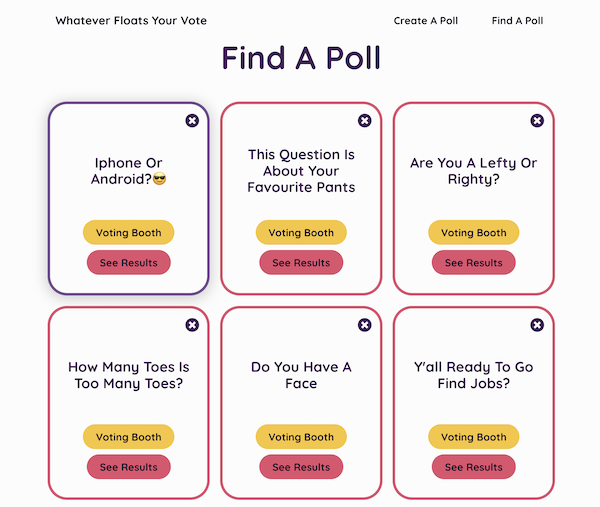 Whatever Floats Your Vote
Create A Poll
Find A Poll
Find A Poll
Iphone Or
Android?😎
Voting Booth
See Results
This Question Is
About Your
Favourite Pants
Voting Booth
See Results
Are You A Lefty Or
Righty?
Voting Booth
See Results
How Many Toes Is
Too Many Toes?
Voting Booth
See Results
Do You Have A
Face
Voting Booth
See Results
Y'all Ready To Go
Find Jobs?
Voting Booth
See Results